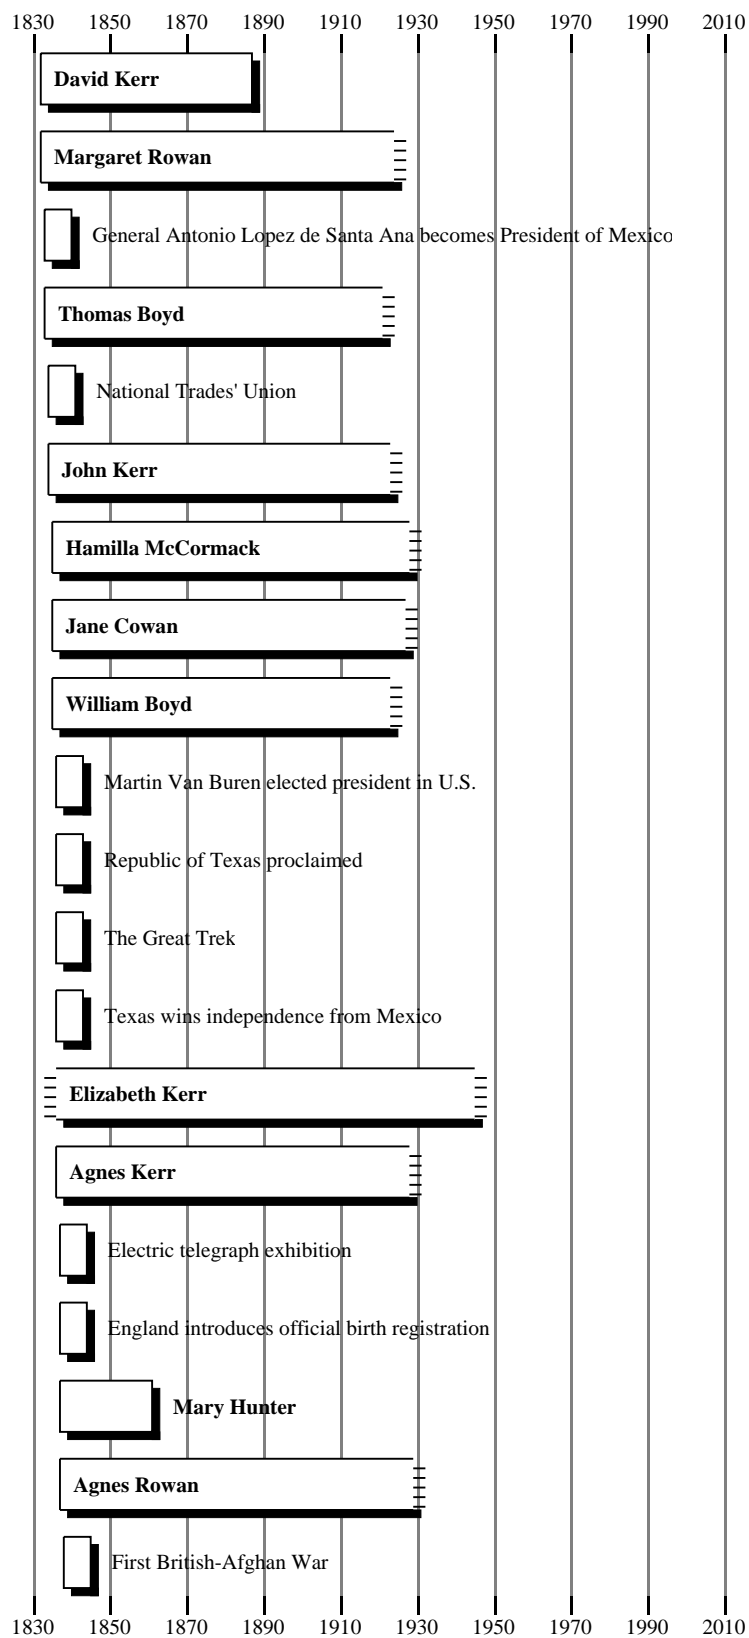 1830 1850 1870 1890 1910 1930 1950 1970 1990 2010
David Kerr
Margaret Rowan
General Antonio Lopez de Santa Ana becomes President of Mexico
Thomas Boyd
National Trades' Union
John Kerr
Hamilla McCormack
Jane Cowan
William Boyd
Martin Van Buren elected president in U.S.
Republic of Texas proclaimed
The Great Trek
Texas wins independence from Mexico
Elizabeth Kerr
Agnes Kerr
Electric telegraph exhibition
England introduces official birth registration
Mary Hunter
Agnes Rowan
First British-Afghan War
1830 1850 1870 1890 1910 1930 1950 1970 1990 2010